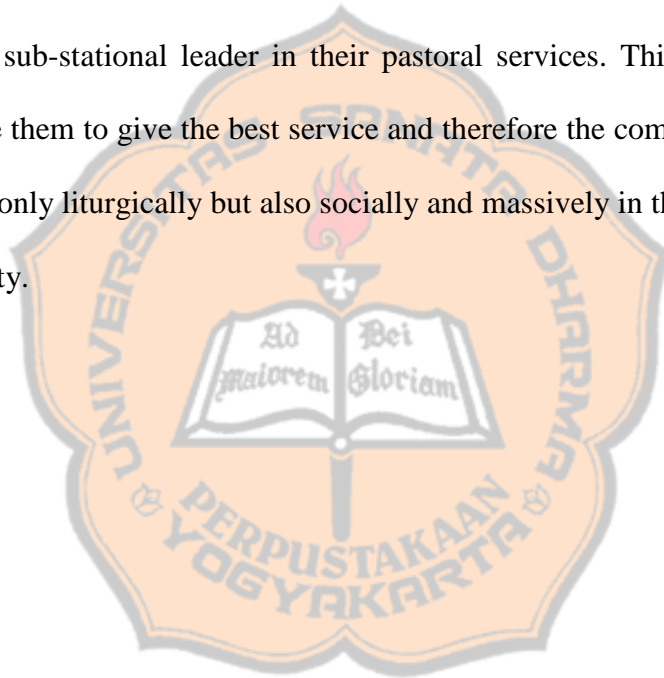 sub-stational leader in their pastoral services. Thi
e them to give the best service and therefore the com
only liturgically but also socially and massively in th
ty.
UNIVERSITAS SANATA DHARMA
Ad Dei
Maiorem Gloriam
PERPUSTAKAAN
YOGYAKARTA